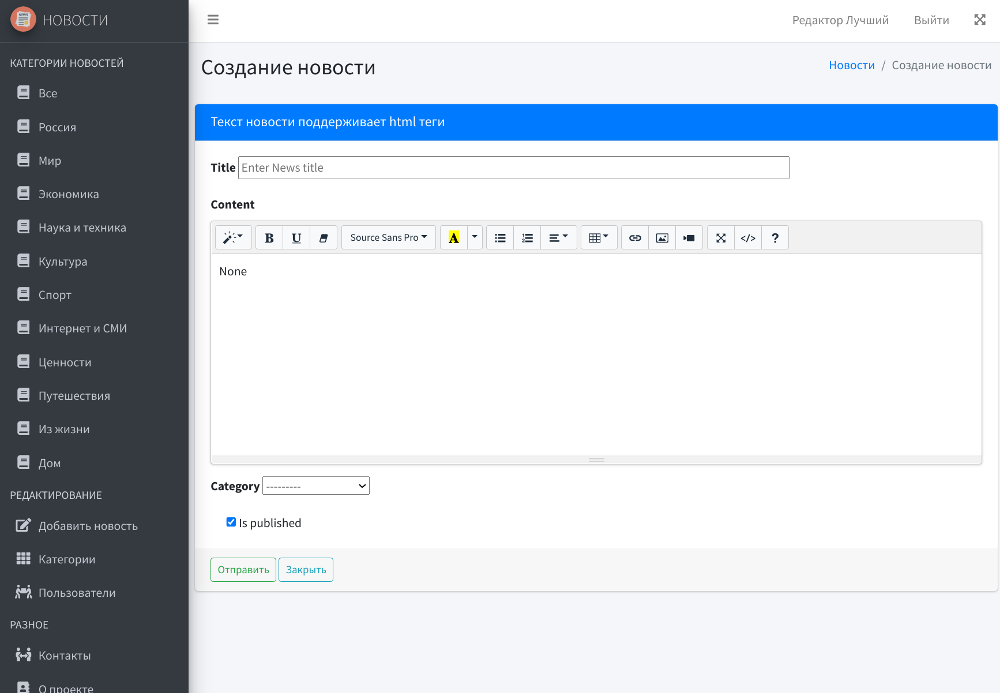 NEWS
НОВОСТИ
Редактор Лучший
Выйти
КАТЕГОРИИ НОВОСТЕЙ
Все
Россия
Мир
Экономика
Наука и техника
Культура
Спорт
Интернет и СМИ
Ценности
Путешествия
Из жизни
Дом
РЕДАКТИРОВАНИЕ
Добавить новость
Категории
Пользователи
РАЗНОЕ
Контакты
О проекте
Создание новости
Новости / Создание новости
Текст новости поддерживает html теги
Title Enter News title
Content
B U Source Sans Pro A </> ?
None
Category ---------
Is published
Отправить Закрыть